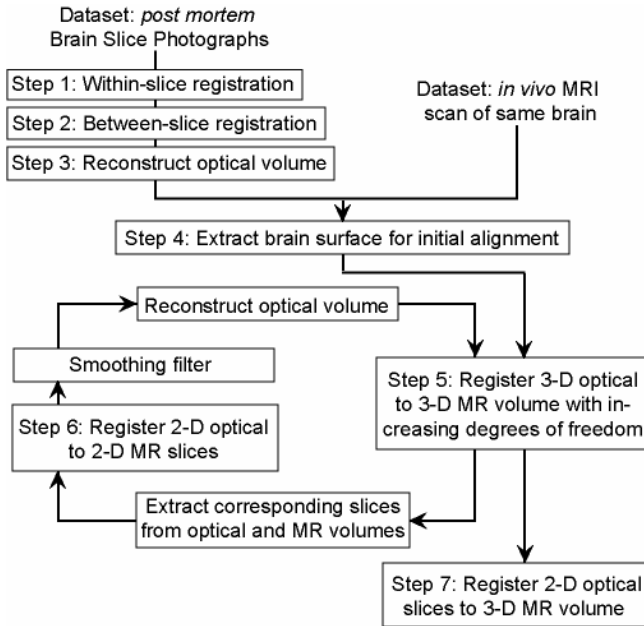 Dataset: post mortem
Brain Slice Photographs
Step 1: Within-slice registration
Step 2: Between-slice registration
Step 3: Reconstruct optical volume
Dataset: in vivo MRI
scan of same brain
Step 4: Extract brain surface for initial alignment
Reconstruct optical volume
Smoothing filter
Step 6: Register 2-D optical
to 2-D MR slices
Extract corresponding slices
from optical and MR volumes
Step 5: Register 3-D optical
to 3-D MR volume with in-
creasing degrees of freedom
Step 7: Register 2-D optical
slices to 3-D MR volume